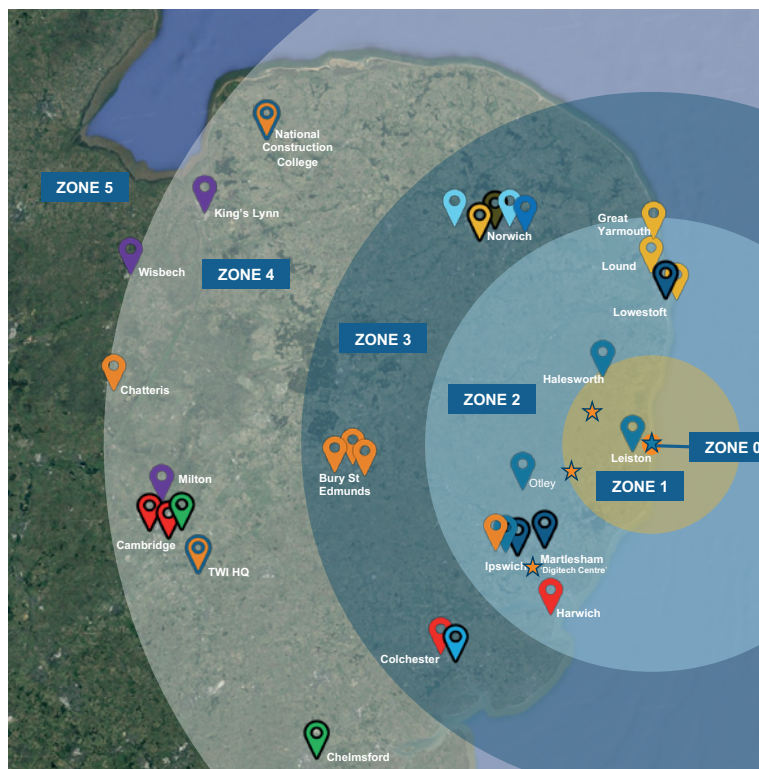 National
Construction
College
ZONE 5
King's Lynn
Great
Yarmouth
Norwich
Wisbech
ZONE 4
Lound
Lowestoft
ZONE 3
Halesworth
Chatteris
ZONE 2
ZONE 0
Leiston
Bury St
Edmunds
Milton
Otley
ZONE 1
Cambridge
TWI HQ
Ipswich
Martlesham
'Digitech Centre'
Harwich
Colchester
Chelmsford